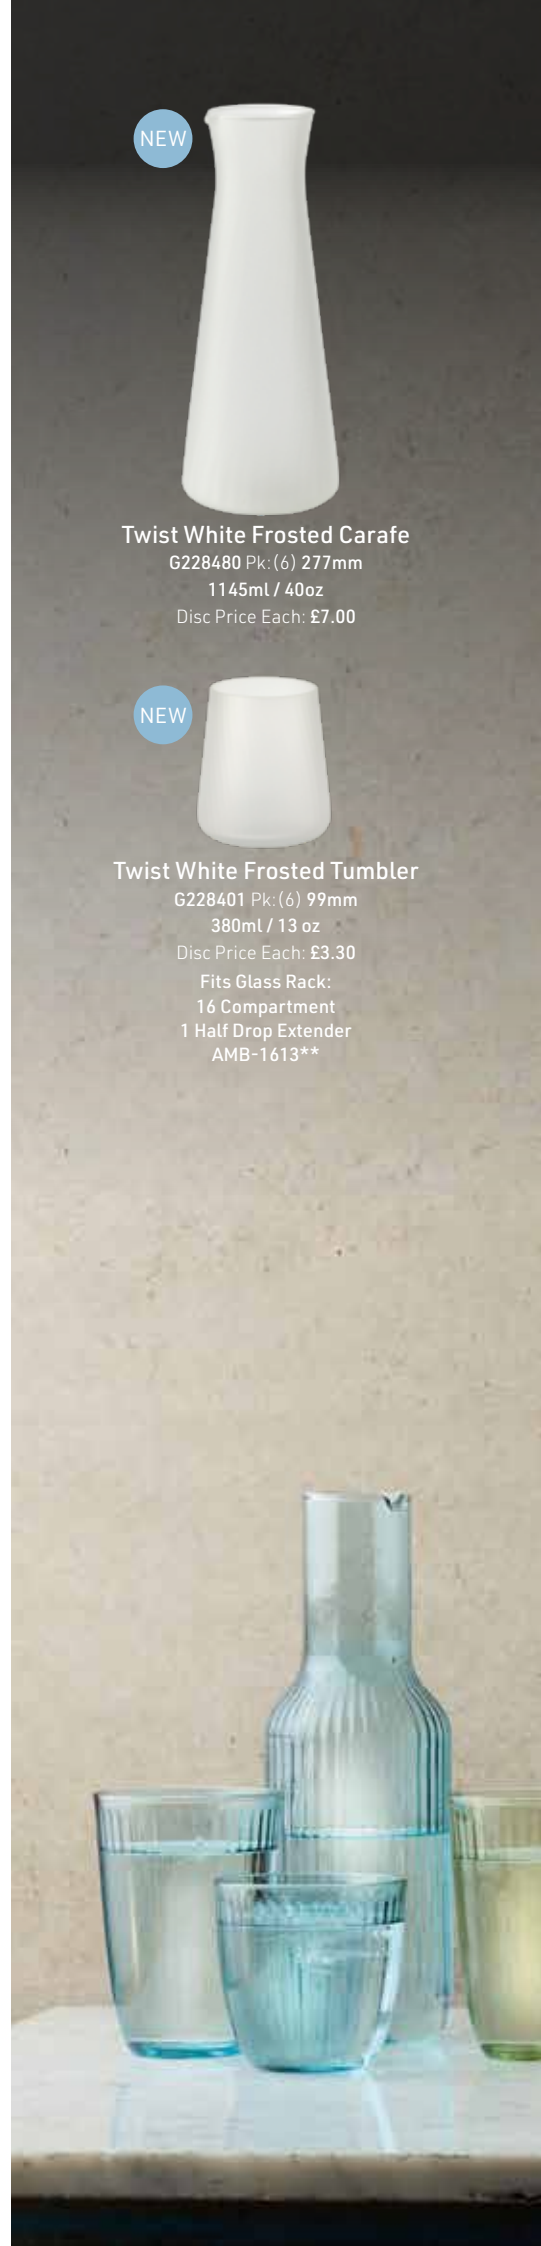 NEW
Twist White Frosted Carafe
G228480 Pk:(6) 277mm
1145ml / 40oz
Disc Price Each: £7.00
NEW
Twist White Frosted Tumbler
G228401 Pk:(6) 99mm
380ml / 13 oz
Disc Price Each: £3.30
Fits Glass Rack:
16 Compartment
1 Half Drop Extender
AMB-1613**